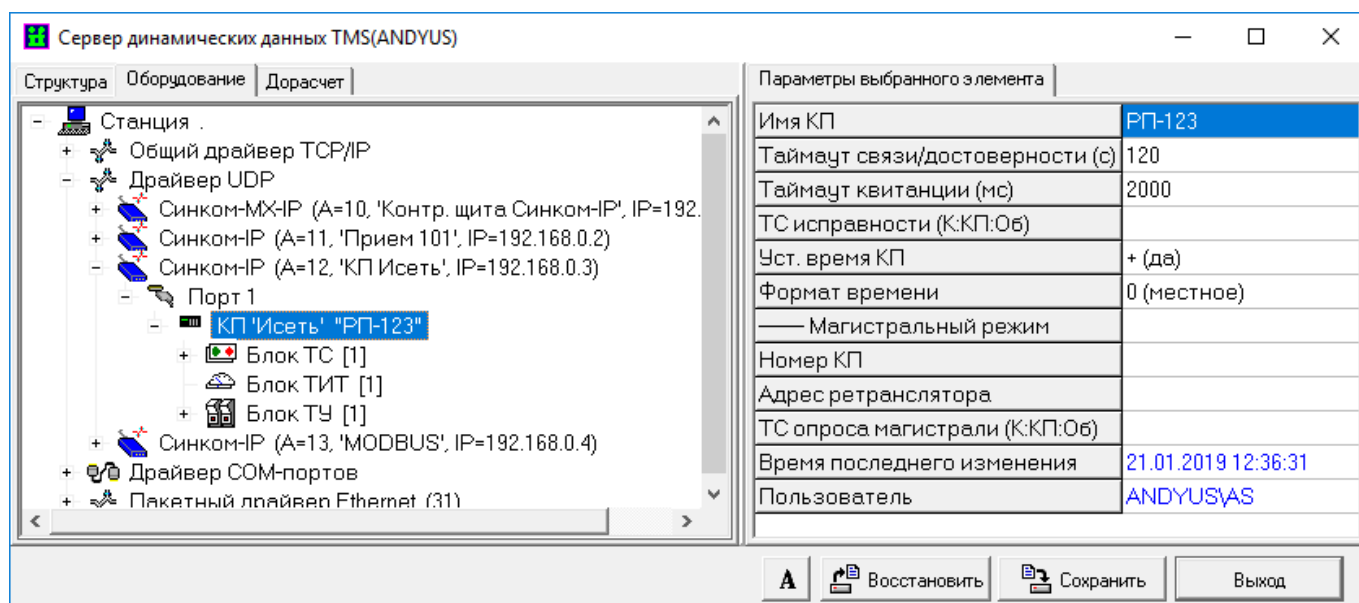 Сервер динамических данных TMS(ANDYUS)
Структура Оборудование Дорасчет
Станция .
Общий драйвер TCP/IP
Драйвер UDP
Синком-MX-IP (A=10, 'Контр. щита Синком-IP', IP=192.
Синком-IP (A=11, 'Прием 101', IP=192.168.0.2)
Синком-IP (A=12, 'КП Исеть', IP=192.168.0.3)
Порт 1
КП 'Исеть' "РП-123"
Блок ТС [1]
Блок ТИТ [1]
Блок ТУ [1]
Синком-IP (A=13, 'MODBUS', IP=192.168.0.4)
Драйвер COM-портов
Пакетный драйвер Ethernet (31)
Параметры выбранного элемента
Имя КП РП-123
Таймаут связи/достоверности (с) 120
Таймаут квитанции (мс) 2000
ТС исправности (К:КП:Об)
Уст. время КП + (да)
Формат времени 0 (местное)
—— Магистральный режим
Номер КП
Адрес ретранслятора
ТС опроса магистрали (К:КП:Об)
Время последнего изменения 21.01.2019 12:36:31
Пользователь ANDYUS\AS
A Восстановить Сохранить Выход